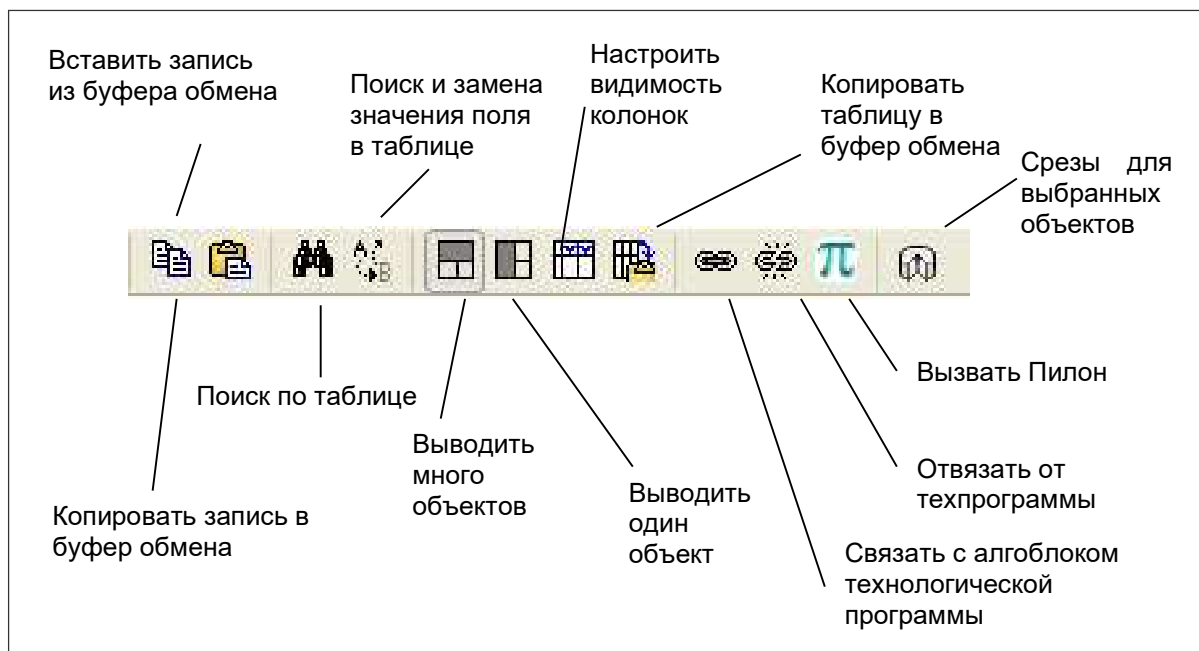 Вставить запись
из буфера обмена
Поиск и замена
значения поля
в таблице
Настроить
видимость
колонок
Копировать
таблицу в
буфер обмена
Срезы для
выбранных
объектов
A
B
π
Вызвать Пилон
Поиск по таблице
Выводить
много
объектов
Отвязать от
техпрограммы
Выводить
один
объект
Копировать запись в
буфер обмена
Связать с алгоблоком
технологической
программы